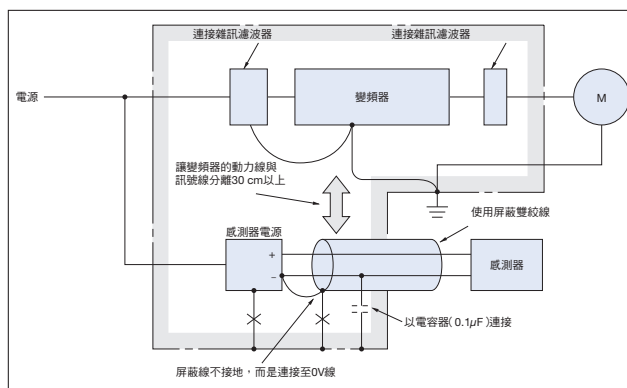 連接雜訊濾波器
連接雜訊濾波器
電源
變頻器
M
讓變頻器的動力線與
訊號線分離30 cm以上
使用屏蔽雙絞線
感測器電源
+
−
感測器
以電容器(0.1μF)連接
屏蔽線不接地，而是連接至0V線